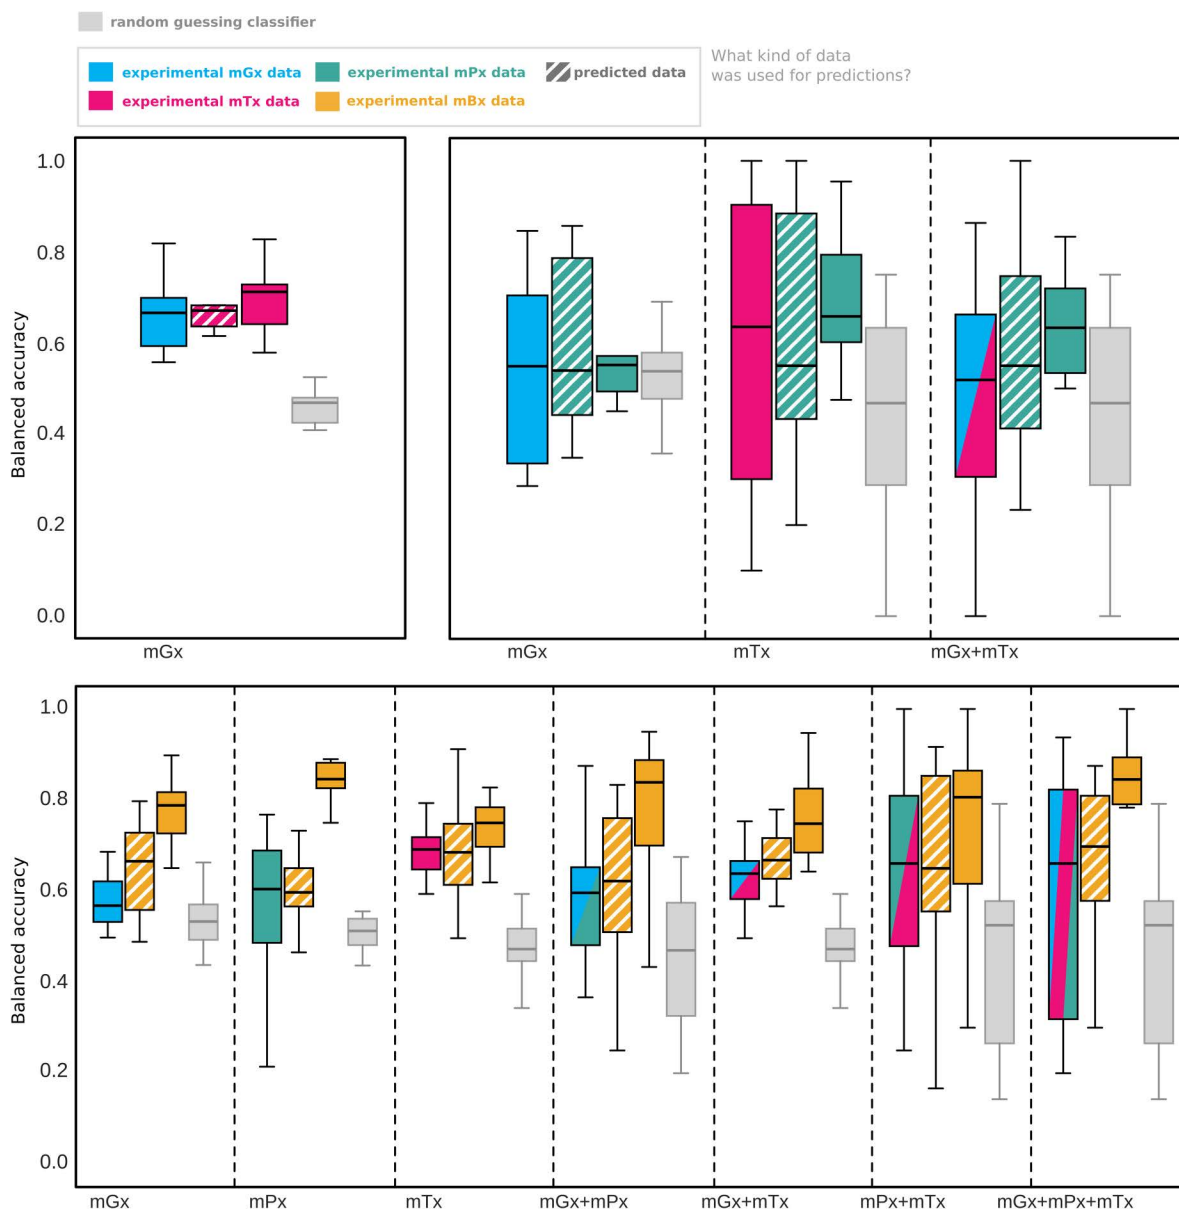 random guessing classifier
experimental mGx data experimental mPx data predicted data
experimental mTx data experimental mBx data
What kind of data
was used for predictions?
Balanced accuracy
1.0
0.8
0.6
0.4
0.2
0.0
mGx
mGx mTx mGx+mTx
Balanced accuracy
1.0
0.8
0.6
0.4
0.2
0.0
mGx mPx mTx mGx+mPx mGx+mTx mPx+mTx mGx+mPx+mTx